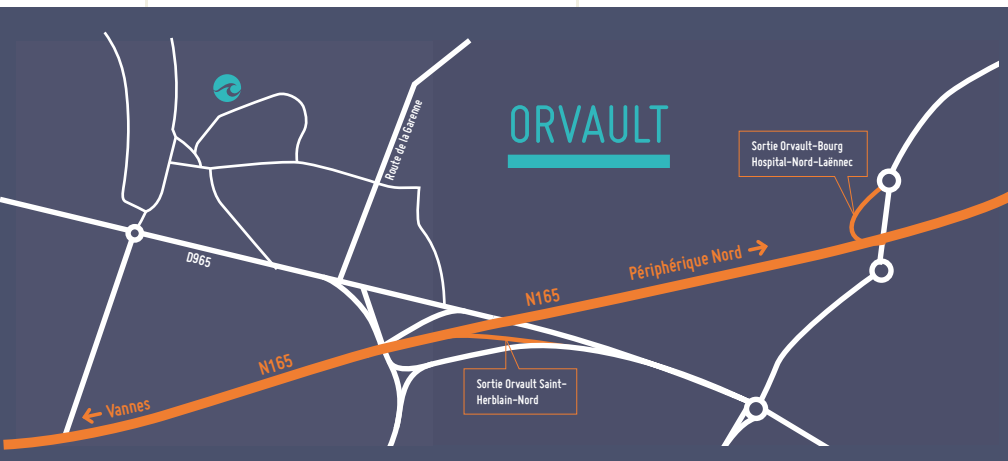 ORVAULT
Route de la Garenne
Sortie Orvault-Bourg
Hospital-Nord-Laënnec
D965
Périphérique Nord →
N165
N165
Sortie Orvault Saint-
Herblain-Nord
← Vannes